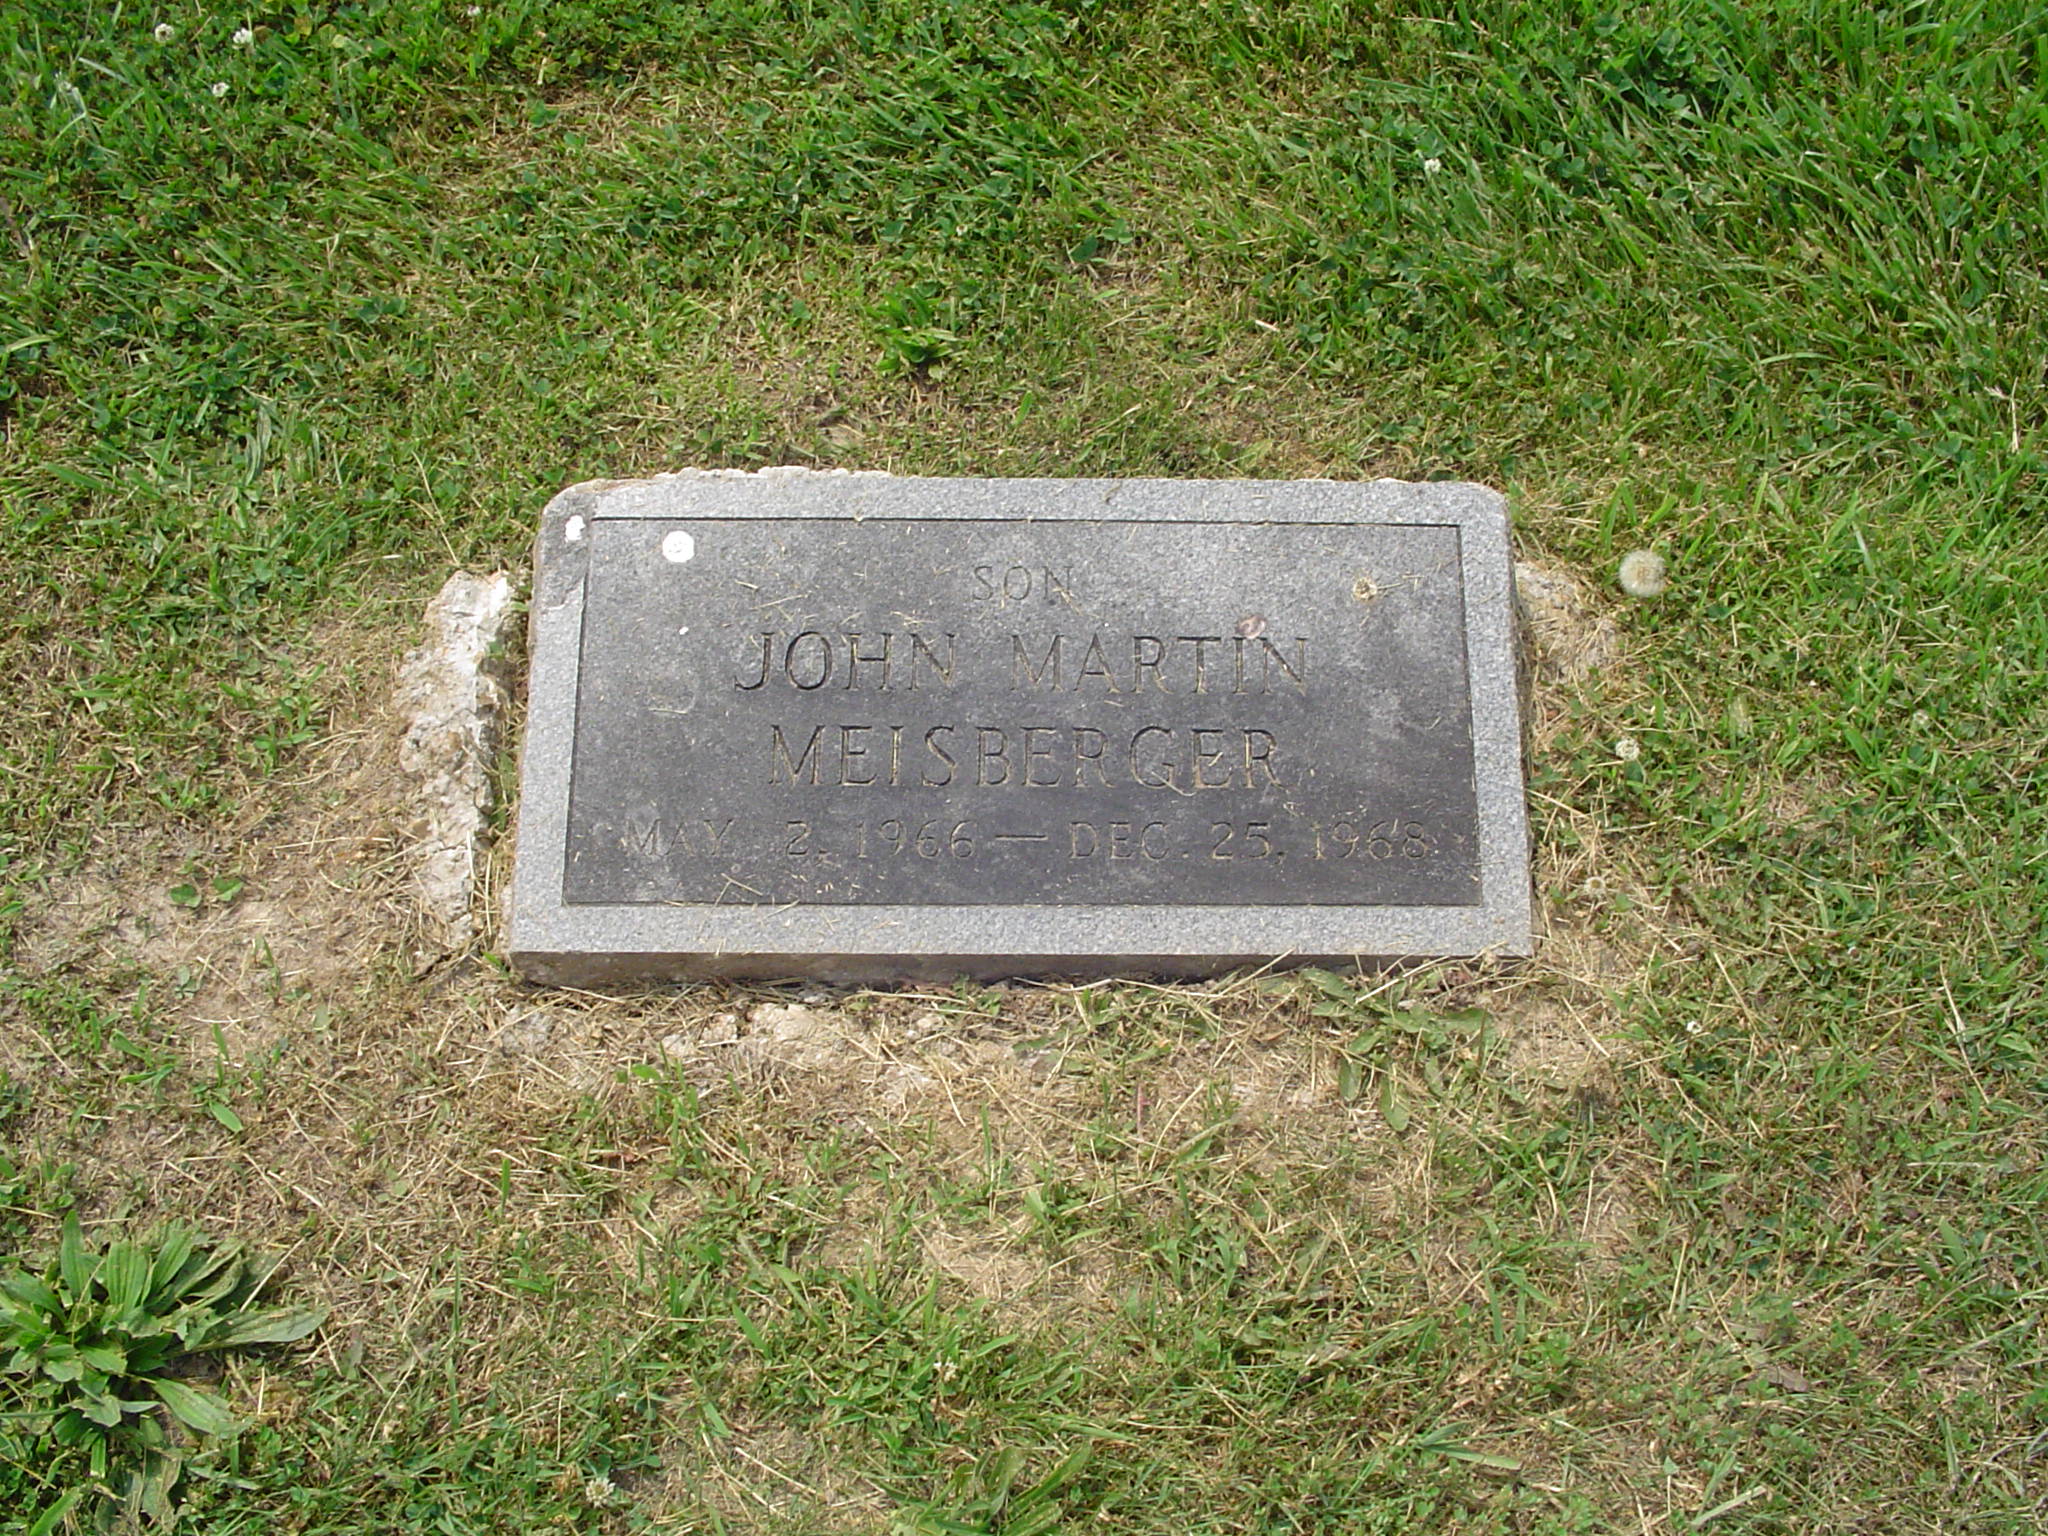 SON
JOHN MARTIN
MEISBERGER
MAY 2, 1966 — DEC. 25, 1968